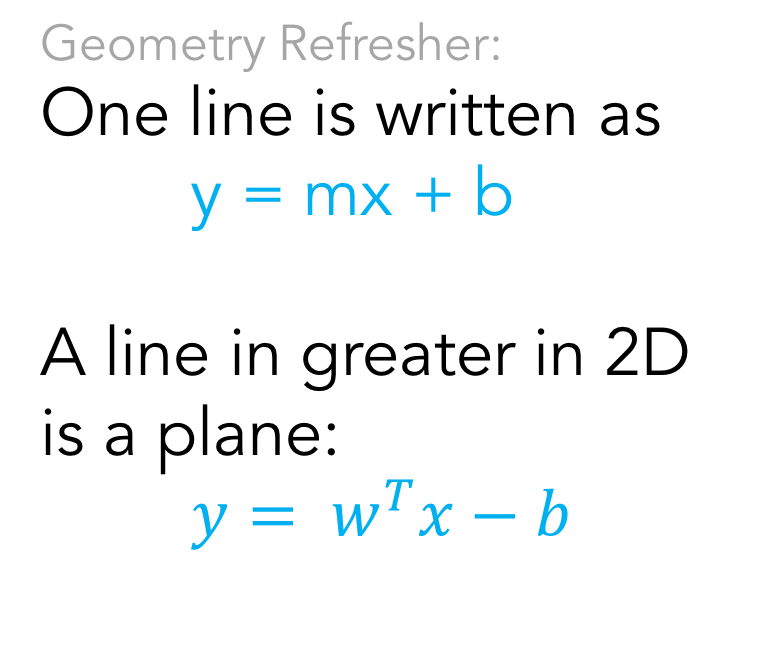 Geometry Refresher:
One line is written as
y = mx + b
A line in greater in 2D
is a plane:
y = wᵀx − b